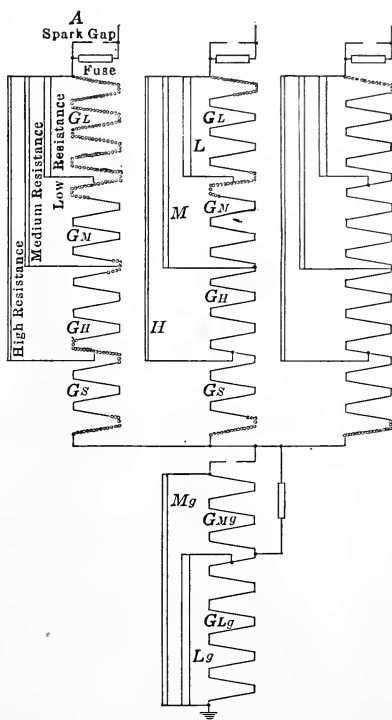 A
Spark Gap
Fuse
High Resistance
Medium Resistance
Low Resistance
GL
GM
GH
GS
GL
L
GM
M
GH
H
GS
Mg
GMg
GLg
Lg